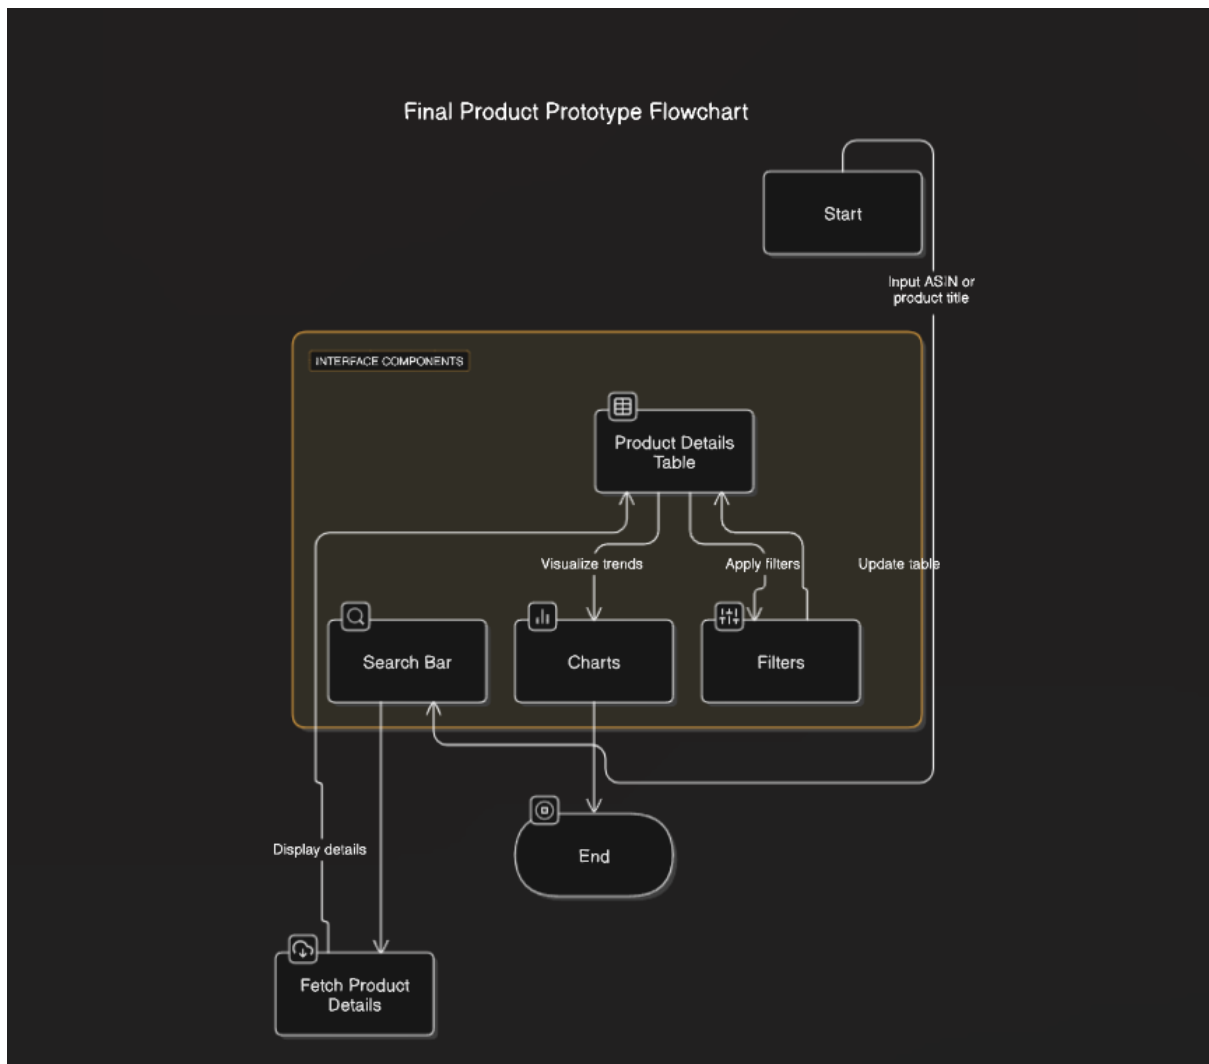 Final Product Prototype Flowchart
Start
Input ASIN or
product title
INTERFACE COMPONENTS
Product Details
Table
Visualize trends
Apply filters
Update table
Search Bar
Charts
Filters
Display details
End
Fetch Product
Details